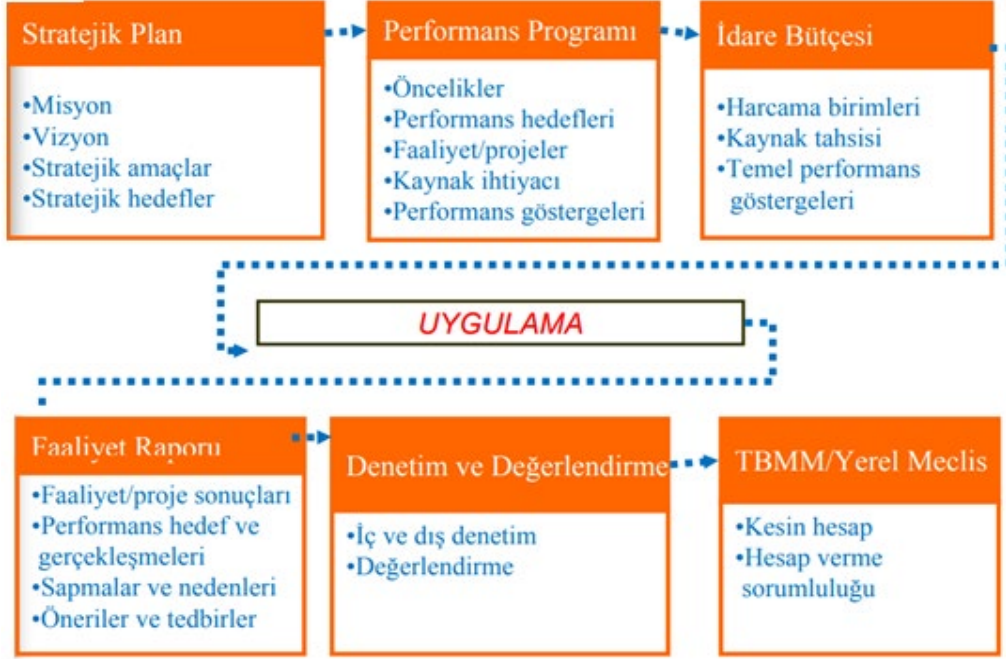 Stratejik Plan
•Misyon
•Vizyon
•Stratejik amaçlar
•Stratejik hedefler
Performans Programı
•Öncelikler
•Performans hedefleri
•Faaliyet/projeler
•Kaynak ihtiyacı
•Performans göstergeleri
İdare Bütçesi
•Harcama birimleri
•Kaynak tahsisi
•Temel performans
göstergeleri
UYGULAMA
Faaliyet Raporu
•Faaliyet/proje sonuçları
•Performans hedef ve
gerçekleşmeleri
•Sapmalar ve nedenleri
•Öneriler ve tedbirler
Denetim ve Değerlendirme
•İç ve dış denetim
•Değerlendirme
TBMM/Yerel Meclis
•Kesin hesap
•Hesap verme
sorumluluğu